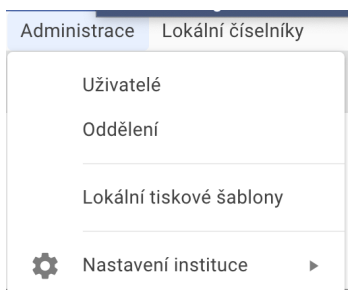 Administrace Lokální číselníky
Uživatelé
Oddělení
Lokální tiskové šablony
Nastavení instituce